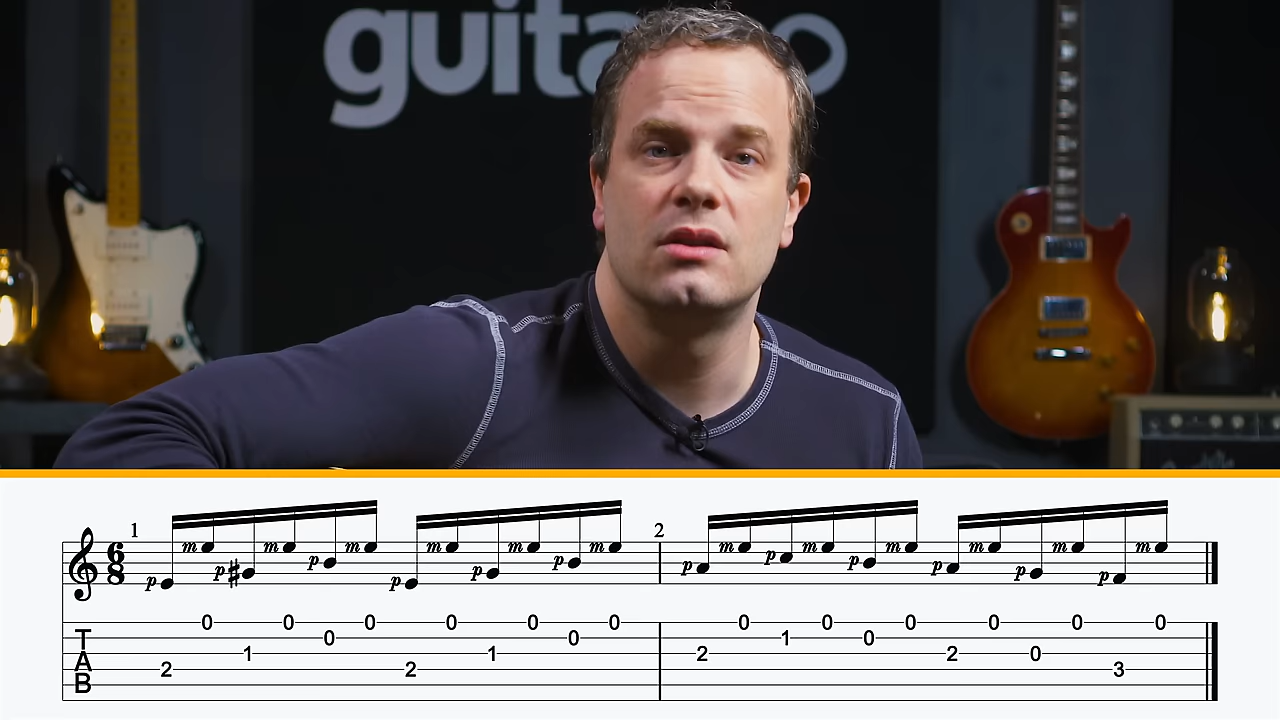 guita o
1 2
6
8
m m m m m m m m m m m m
p p p p p p p p p p p p
0 0 0 0 0 0 0 0 0 0 0 0
T 0 0 1 0
A 1 1 2 2 0
2 2 3
B